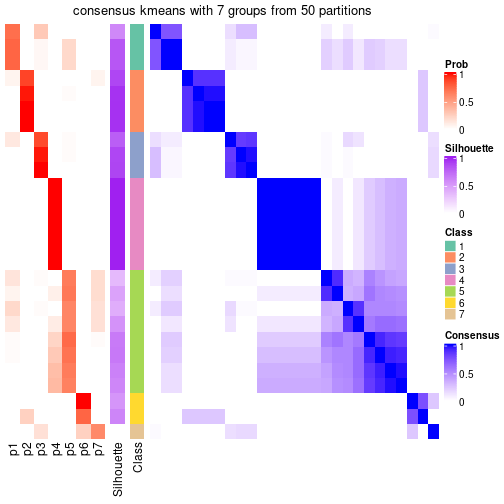 consensus kmeans with 7 groups from 50 partitions
Prob
1
0.5
0
Silhouette
1
0.5
0
Class
1
2
3
4
5
6
7
Consensus
1
0.5
0
p1
p2
p3
p4
p5
p6
p7
Silhouette
Class